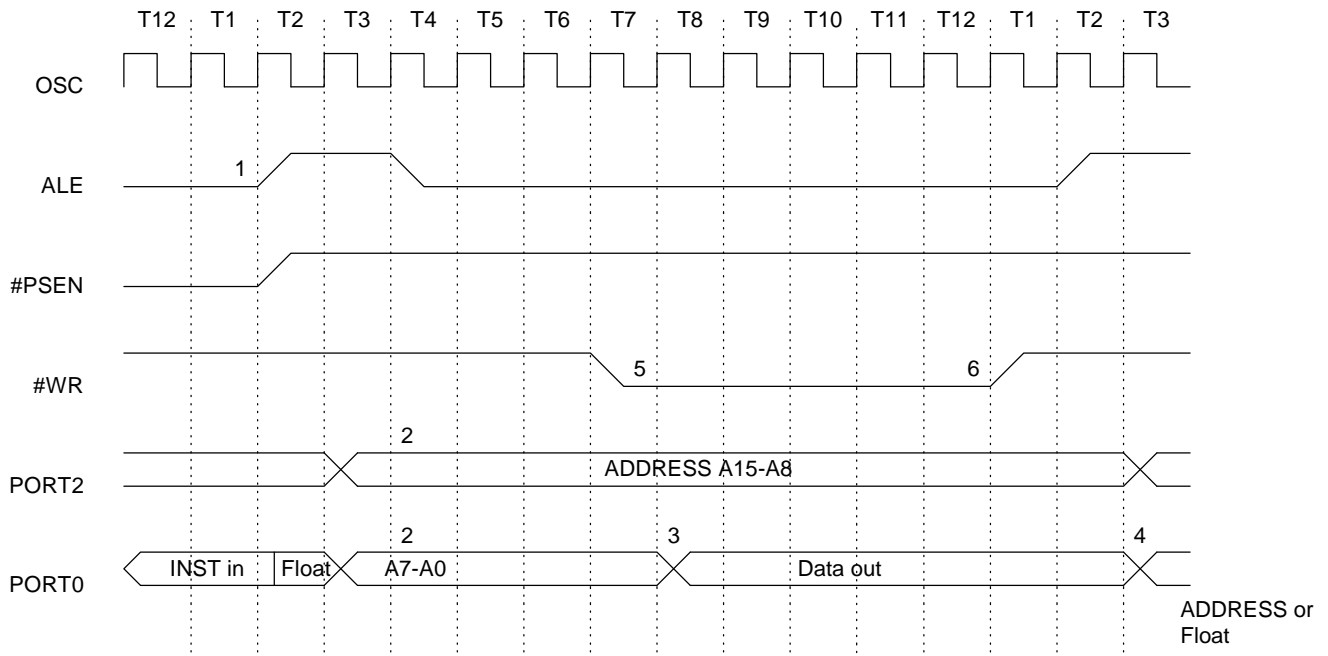 T12 T1 T2 T3 T4 T5 T6 T7 T8 T9 T10 T11 T12 T1 T2 T3
OSC
1
ALE
#PSEN
5 6
#WR
2
ADDRESS A15-A8
PORT2
2 3 4
INST in Float A7-A0 Data out
PORT0
ADDRESS or
Float